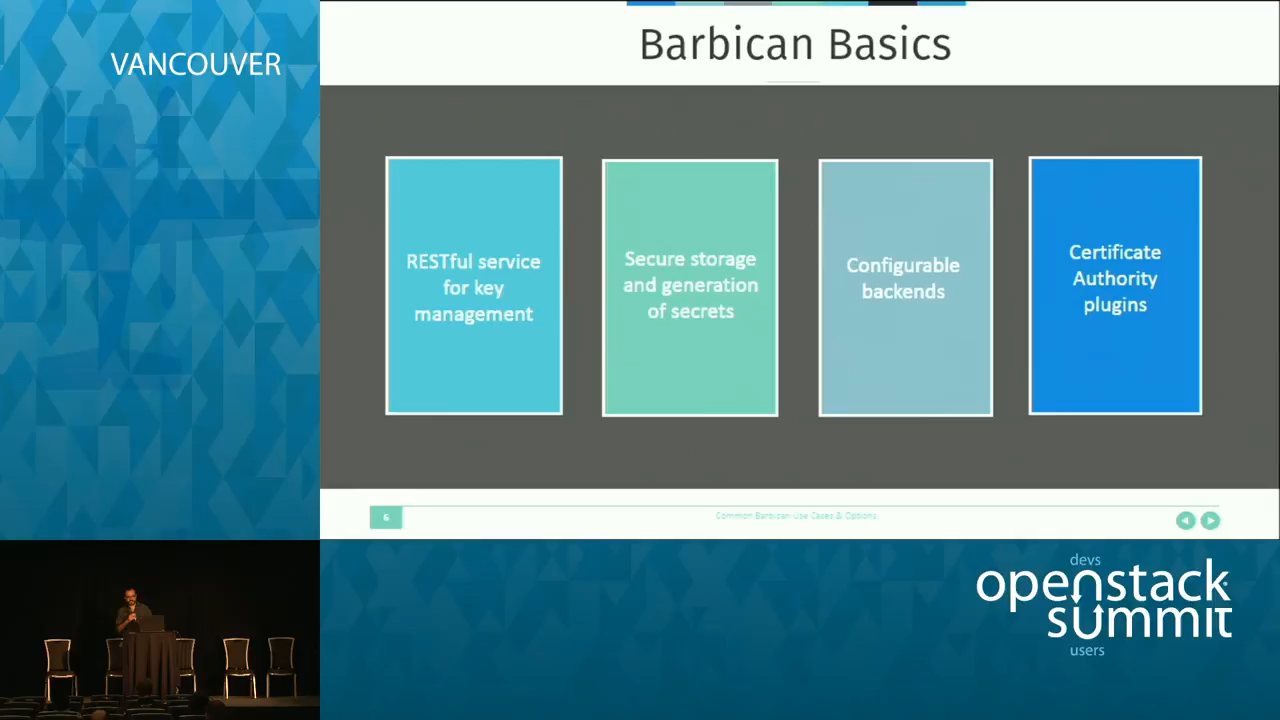 VANCOUVER
Barbican Basics
RESTful service
for key
management
Secure storage
and generation
of secrets
Configurable
backends
Certificate
Authority
plugins
6
Common Barbican Use Cases & Options
devs
openstack
summit
users